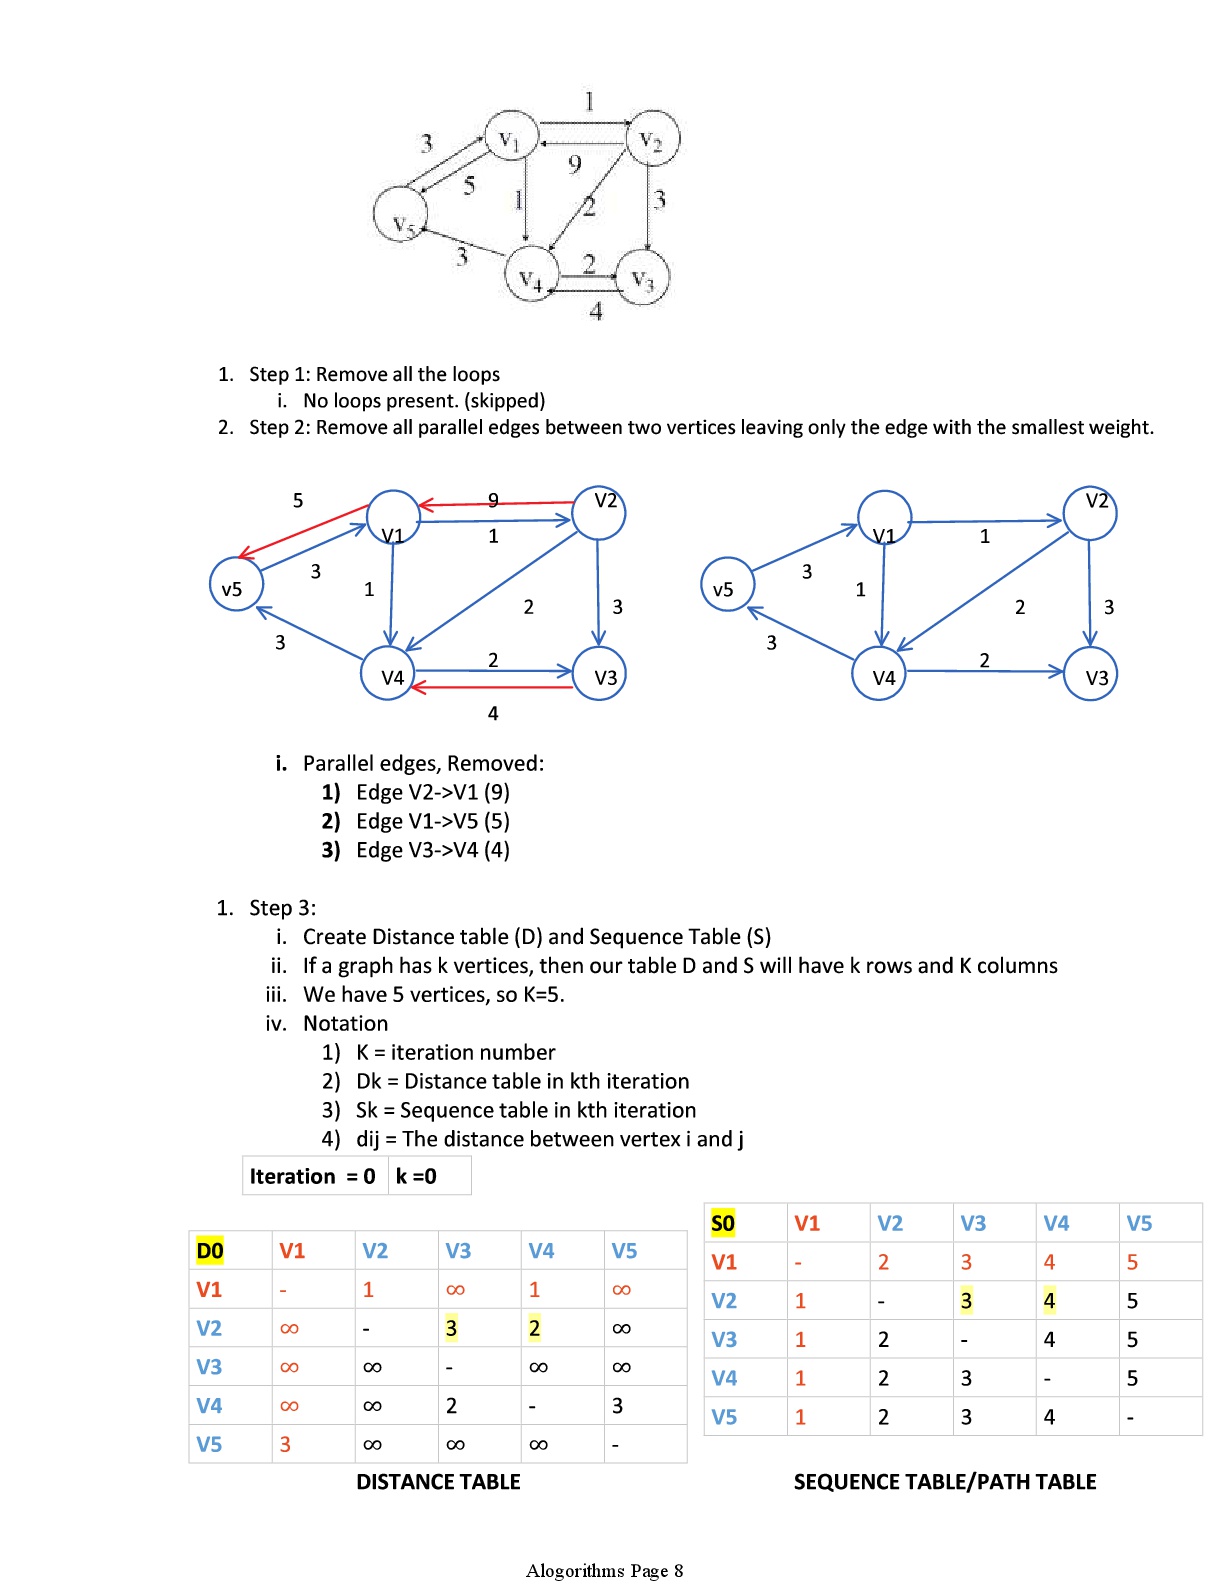 1
V1 V2
3
9
5
1 2 3
V5
3
2
V4 V3
4
1. Step 1: Remove all the loops
i. No loops present. (skipped)
2. Step 2: Remove all parallel edges between two vertices leaving only the edge with the smallest weight.
5 9 V2 V2
V1 1 V1 1
3 3
v5 1 v5 1
2 3 2 3
3 3
2 2
V4 V3 V4 V3
4
i. Parallel edges, Removed:
1) Edge V2->V1 (9)
2) Edge V1->V5 (5)
3) Edge V3->V4 (4)
1. Step 3:
i. Create Distance table (D) and Sequence Table (S)
ii. If a graph has k vertices, then our table D and S will have k rows and K columns
iii. We have 5 vertices, so K=5.
iv. Notation
1) K = iteration number
2) Dk = Distance table in kth iteration
3) Sk = Sequence table in kth iteration
4) dij = The distance between vertex i and j
Iteration = 0 k =0
D0 V1 V2 V3 V4 V5
V1 - 1 ∞ 1 ∞
V2 ∞ - 3 2 ∞
V3 ∞ ∞ - ∞ ∞
V4 ∞ ∞ 2 - 3
V5 3 ∞ ∞ ∞ -
DISTANCE TABLE
S0 V1 V2 V3 V4 V5
V1 - 2 3 4 5
V2 1 - 3 4 5
V3 1 2 - 4 5
V4 1 2 3 - 5
V5 1 2 3 4 -
SEQUENCE TABLE/PATH TABLE
Alogorithms Page 8